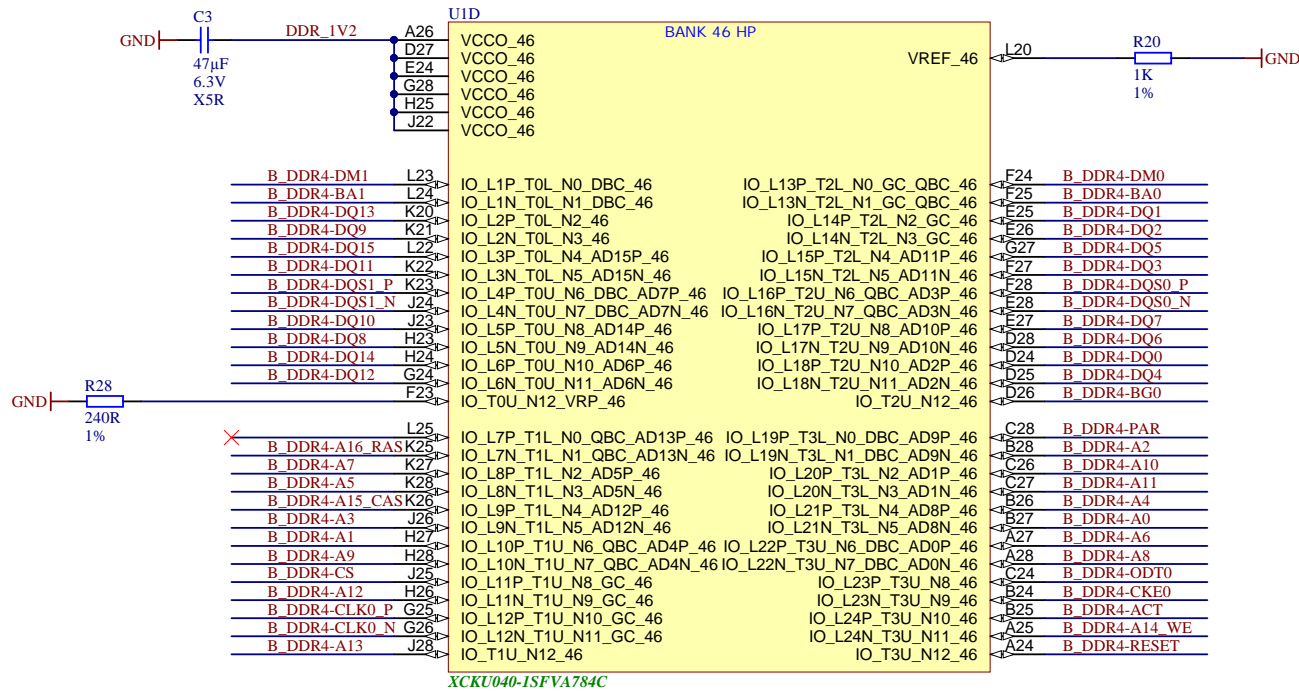 U1D
BANK 46 HP
C3
GND
47µF
6.3V
X5R
DDR_1V2
A26 VCCO_46
D27 VCCO_46
E24 VCCO_46
G28 VCCO_46
H25 VCCO_46
J22 VCCO_46
VREF_46 L20
R20
1K
1%
GND
B_DDR4-DM1 L23 IO_L1P_T0L_N0_DBC_46
B_DDR4-BA1 L24 IO_L1N_T0L_N1_DBC_46
B_DDR4-DQ13 K20 IO_L2P_T0L_N2_46
B_DDR4-DQ9 K21 IO_L2N_T0L_N3_46
B_DDR4-DQ15 L22 IO_L3P_T0L_N4_AD15P_46
B_DDR4-DQ11 K22 IO_L3N_T0L_N5_AD15N_46
B_DDR4-DQS1_P K23 IO_L4P_T0U_N6_DBC_AD7P_46
B_DDR4-DQS1_N J24 IO_L4N_T0U_N7_DBC_AD7N_46
B_DDR4-DQ10 J23 IO_L5P_T0U_N8_AD14P_46
B_DDR4-DQ8 H23 IO_L5N_T0U_N9_AD14N_46
B_DDR4-DQ14 H24 IO_L6P_T0U_N10_AD6P_46
B_DDR4-DQ12 G24 IO_L6N_T0U_N11_AD6N_46
GND
R28
240R
1%
F23 IO_T0U_N12_VRP_46
L25 IO_L7P_T1L_N0_QBC_AD13P_46
B_DDR4-A16_RAS K25 IO_L7N_T1L_N1_QBC_AD13N_46
B_DDR4-A7 K27 IO_L8P_T1L_N2_AD5P_46
B_DDR4-A5 K28 IO_L8N_T1L_N3_AD5N_46
B_DDR4-A15_CAS K26 IO_L9P_T1L_N4_AD12P_46
B_DDR4-A3 J26 IO_L9N_T1L_N5_AD12N_46
B_DDR4-A1 H27 IO_L10P_T1U_N6_QBC_AD4P_46
B_DDR4-A9 H28 IO_L10N_T1U_N7_QBC_AD4N_46
B_DDR4-CS J25 IO_L11P_T1U_N8_GC_46
B_DDR4-A12 H26 IO_L11N_T1U_N9_GC_46
B_DDR4-CLK0_P G25 IO_L12P_T1U_N10_GC_46
B_DDR4-CLK0_N G26 IO_L12N_T1U_N11_GC_46
B_DDR4-A13 J28 IO_T1U_N12_46
IO_L13P_T2L_N0_GC_QBC_46 F24 B_DDR4-DM0
IO_L13N_T2L_N1_GC_QBC_46 F25 B_DDR4-BA0
IO_L14P_T2L_N2_GC_46 E25 B_DDR4-DQ1
IO_L14N_T2L_N3_GC_46 E26 B_DDR4-DQ2
IO_L15P_T2L_N4_AD11P_46 G27 B_DDR4-DQ5
IO_L15N_T2L_N5_AD11N_46 F27 B_DDR4-DQ3
IO_L16P_T2U_N6_QBC_AD3P_46 F28 B_DDR4-DQS0_P
IO_L16N_T2U_N7_QBC_AD3N_46 E28 B_DDR4-DQS0_N
IO_L17P_T2U_N8_AD10P_46 E27 B_DDR4-DQ7
IO_L17N_T2U_N9_AD10N_46 D28 B_DDR4-DQ6
IO_L18P_T2U_N10_AD2P_46 D24 B_DDR4-DQ0
IO_L18N_T2U_N11_AD2N_46 D25 B_DDR4-DQ4
IO_T2U_N12_46 D26 B_DDR4-BG0
IO_L19P_T3L_N0_DBC_AD9P_46 C28 B_DDR4-PAR
IO_L19N_T3L_N1_DBC_AD9N_46 B28 B_DDR4-A2
IO_L20P_T3L_N2_AD1P_46 C26 B_DDR4-A10
IO_L20N_T3L_N3_AD1N_46 C27 B_DDR4-A11
IO_L21P_T3L_N4_AD8P_46 B26 B_DDR4-A4
IO_L21N_T3L_N5_AD8N_46 B27 B_DDR4-A0
IO_L22P_T3U_N6_DBC_AD0P_46 A27 B_DDR4-A6
IO_L22N_T3U_N7_DBC_AD0N_46 A28 B_DDR4-A8
IO_L23P_T3U_N8_46 C24 B_DDR4-ODT0
IO_L23N_T3U_N9_46 B24 B_DDR4-CKE0
IO_L24P_T3U_N10_46 B25 B_DDR4-ACT
IO_L24N_T3U_N11_46 A25 B_DDR4-A14_WE
IO_T3U_N12_46 A24 B_DDR4-RESET
XCKU040-1SFVA784C